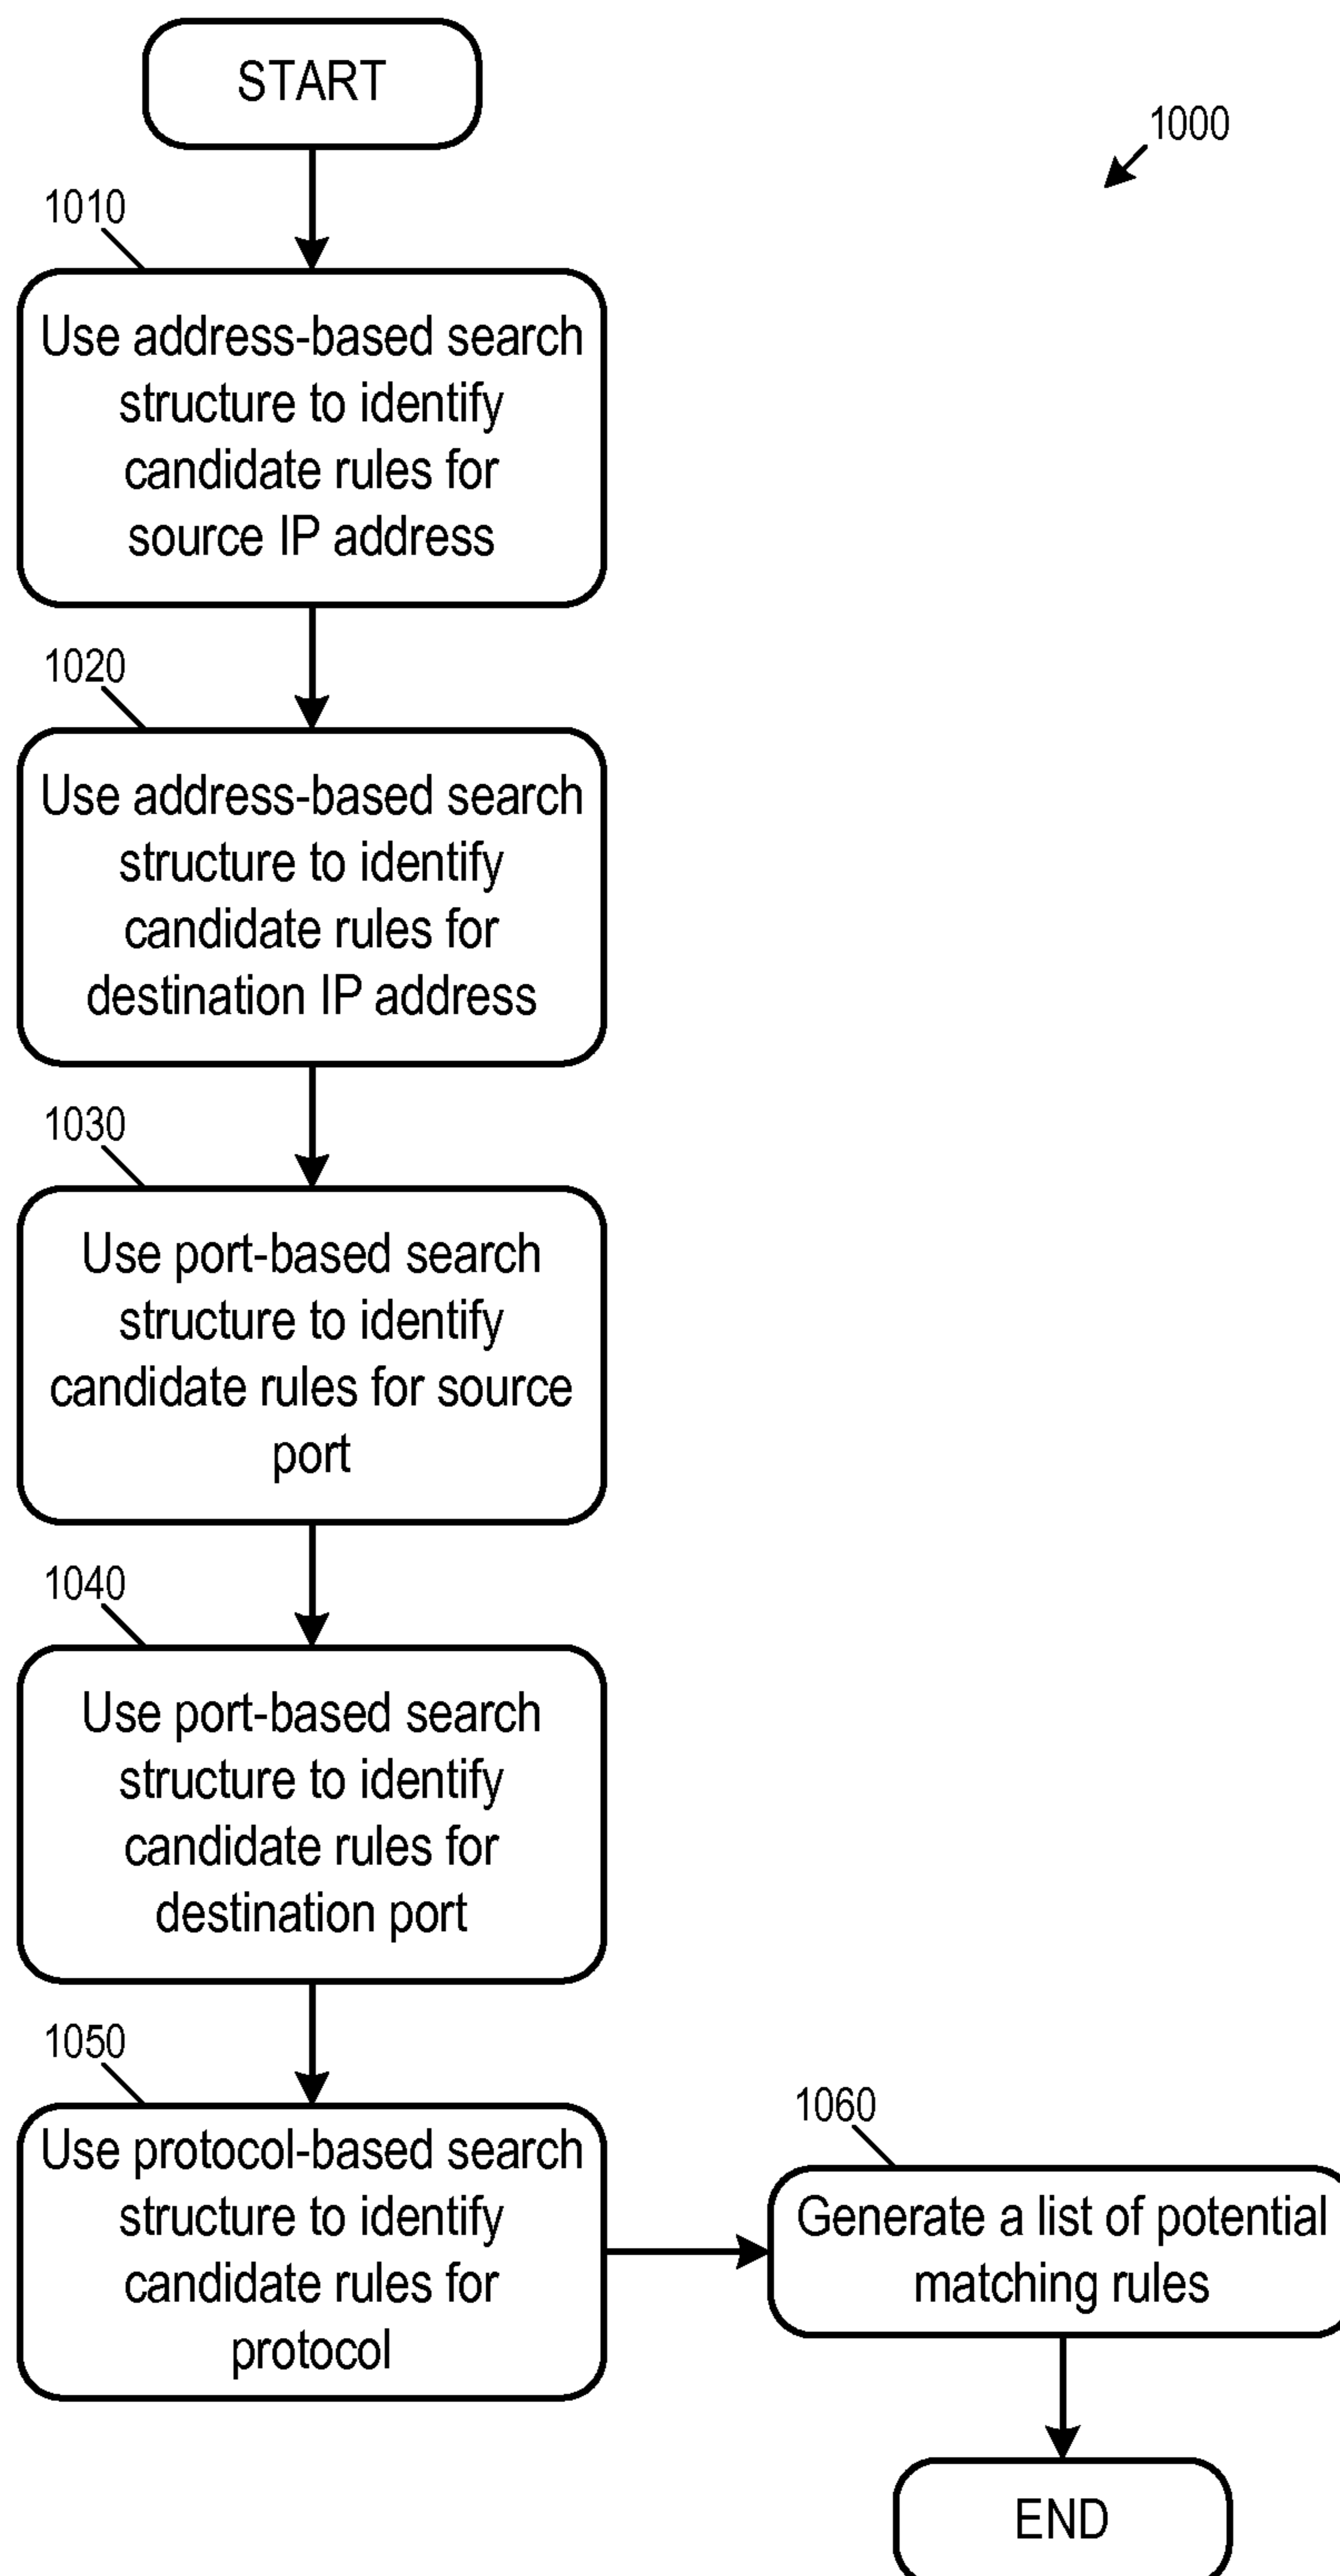 START
1000
1010
Use address-based search
structure to identify
candidate rules for
source IP address
1020
Use address-based search
structure to identify
candidate rules for
destination IP address
1030
Use port-based search
structure to identify
candidate rules for source
port
1040
Use port-based search
structure to identify
candidate rules for
destination port
1050
Use protocol-based search
structure to identify
candidate rules for
protocol
1060
Generate a list of potential
matching rules
END